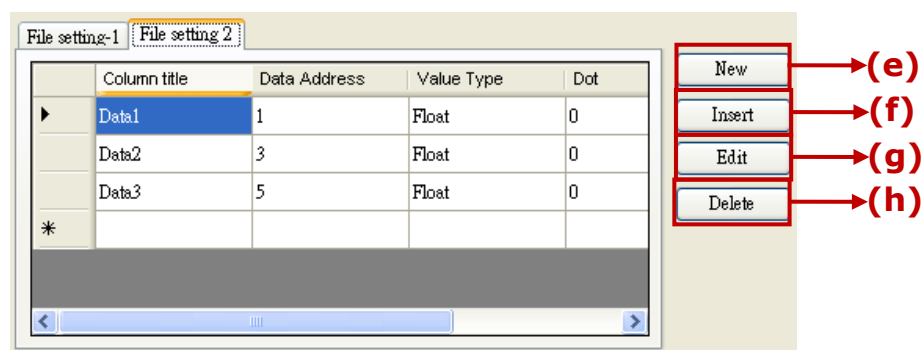 File setting-1 File setting 2
Column title Data Address Value Type Dot
Data1 1 Float 0
Data2 3 Float 0
Data3 5 Float 0
*
New (e)
Insert (f)
Edit (g)
Delete (h)